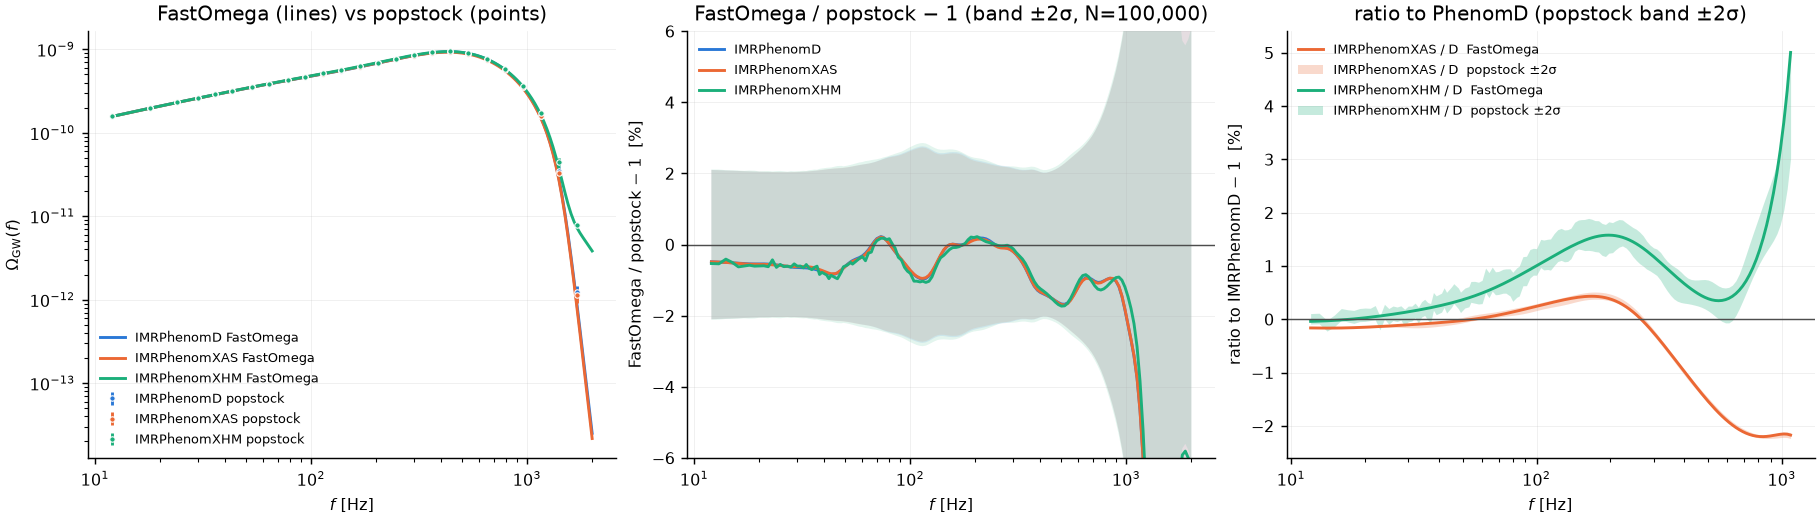 FastOmega (lines) vs popstock (points)
10⁻⁹
10⁻¹⁰
10⁻¹¹
10⁻¹²
10⁻¹³
Ω_GW(f)
IMRPhenomD FastOmega
IMRPhenomXAS FastOmega
IMRPhenomXHM FastOmega
IMRPhenomD popstock
IMRPhenomXAS popstock
IMRPhenomXHM popstock
10¹ 10² 10³
f [Hz]
FastOmega / popstock − 1 (band ±2σ, N=100,000)
FastOmega / popstock − 1 [%]
6
4
2
0
−2
−4
−6
IMRPhenomD
IMRPhenomXAS
IMRPhenomXHM
10¹ 10² 10³
f [Hz]
ratio to PhenomD (popstock band ±2σ)
ratio to IMRPhenomD − 1 [%]
5
4
3
2
1
0
−1
−2
IMRPhenomXAS / D FastOmega
IMRPhenomXAS / D popstock ±2σ
IMRPhenomXHM / D FastOmega
IMRPhenomXHM / D popstock ±2σ
10¹ 10² 10³
f [Hz]